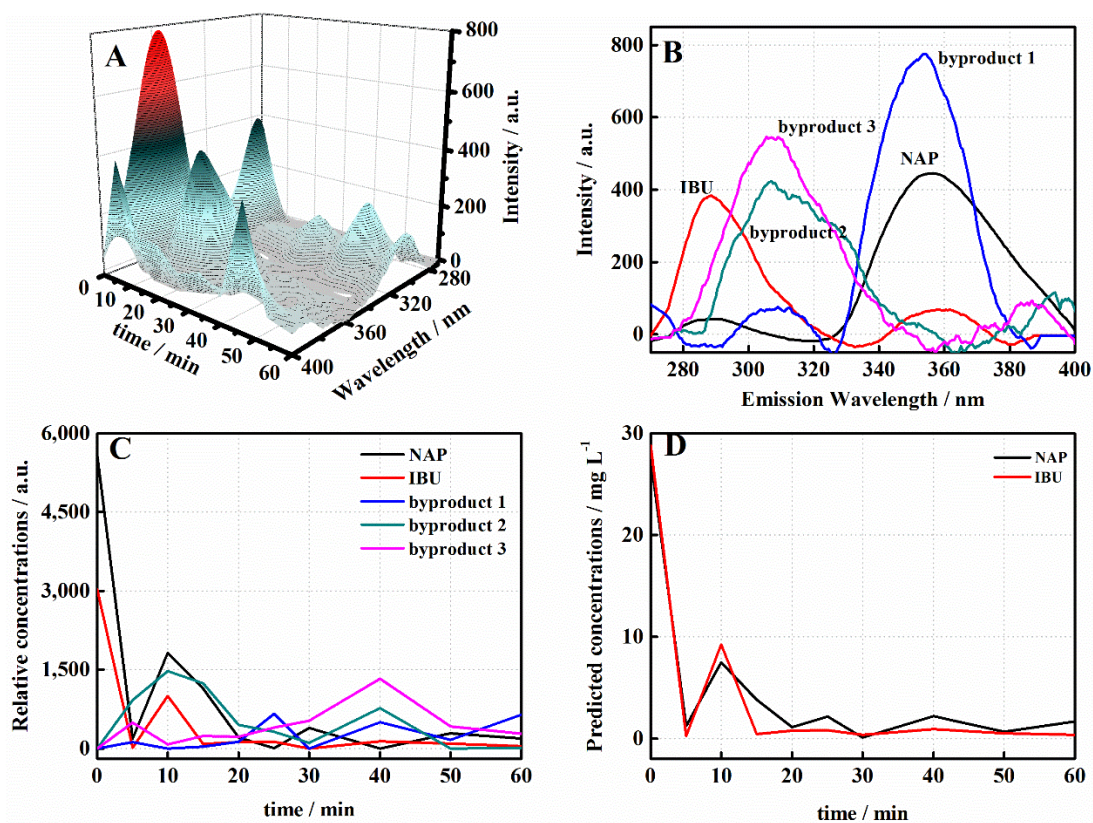 A
800
600
400
200
0
Intensity / a.u.
0
10
20
30
40
50
60
time / min
280
320
360
400
Wavelength / nm
B
800
600
400
200
0
Intensity / a.u.
byproduct 1
byproduct 3
NAP
IBU
byproduct 2
280 300 320 340 360 380 400
Emission Wavelength / nm
C
6,000
4,500
3,000
1,500
0
Relative concentrations / a.u.
NAP
IBU
byproduct 1
byproduct 2
byproduct 3
0 10 20 30 40 50 60
time / min
D
30
20
10
0
Predicted concentrations / mg L⁻¹
NAP
IBU
0 10 20 30 40 50 60
time / min